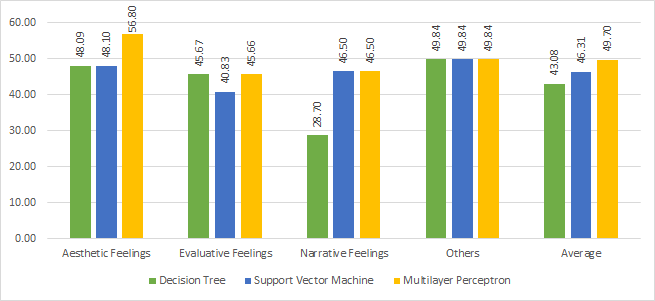 60.00
50.00
40.00
30.00
20.00
10.00
0.00
48.09
48.10
56.80
45.67
40.83
45.66
28.70
46.50
46.50
49.84
49.84
49.84
43.08
46.31
49.70
Aesthetic Feelings
Evaluative Feelings
Narrative Feelings
Others
Average
Decision Tree
Support Vector Machine
Multilayer Perceptron